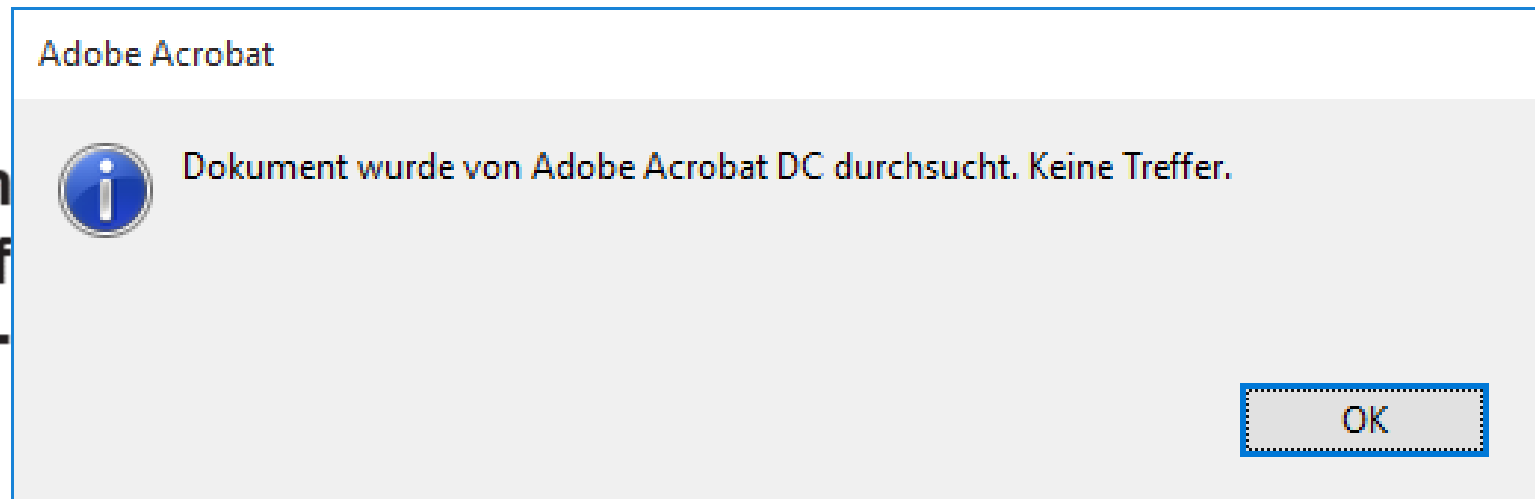 Adobe Acrobat
Dokument wurde von Adobe Acrobat DC durchsucht. Keine Treffer.
OK